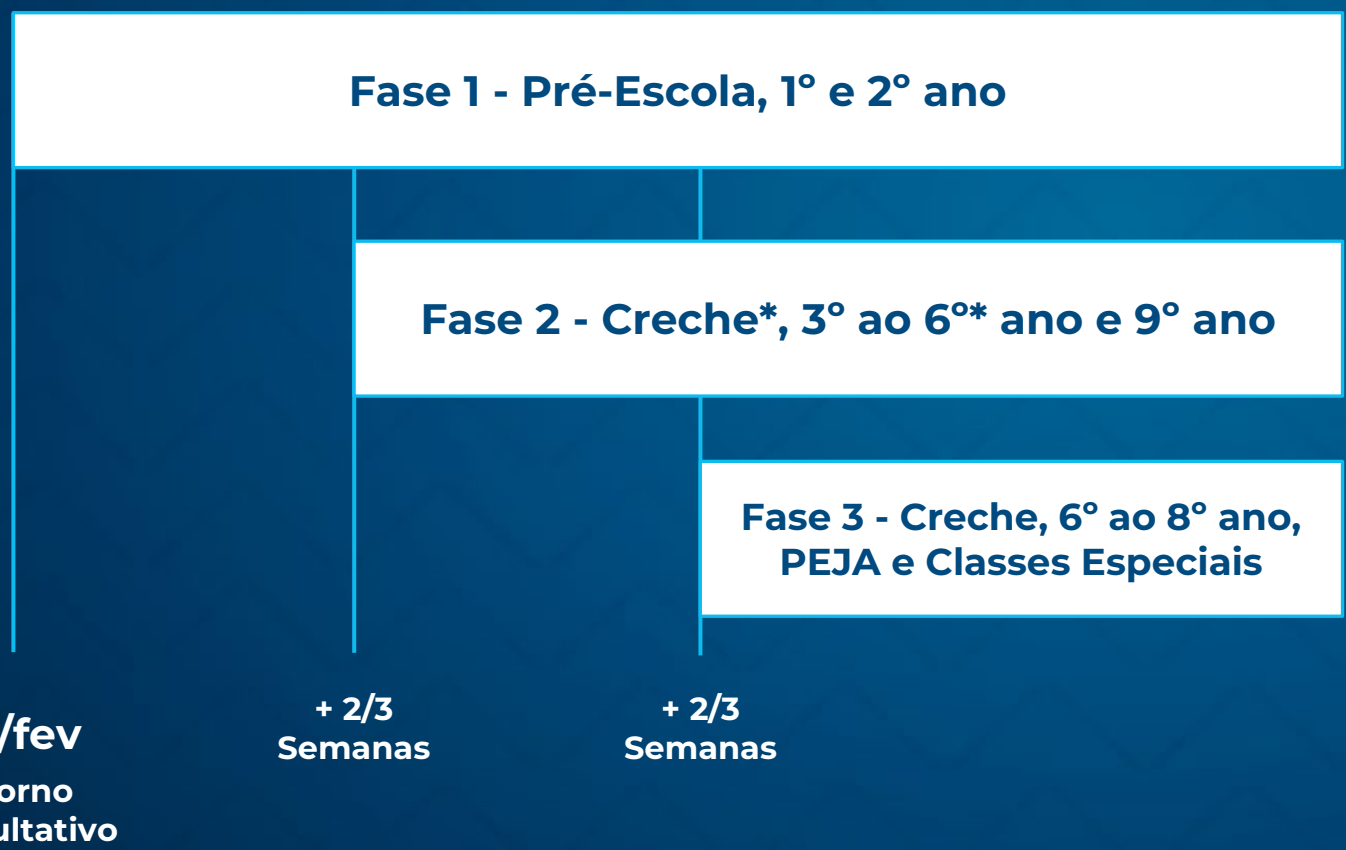 Fase 1 - Pré-Escola, 1º e 2º ano
Fase 2 - Creche*, 3º ao 6º* ano e 9º ano
Fase 3 - Creche, 6º ao 8º ano,
PEJA e Classes Especiais
/fev
orno
ultativo
+ 2/3
Semanas
+ 2/3
Semanas